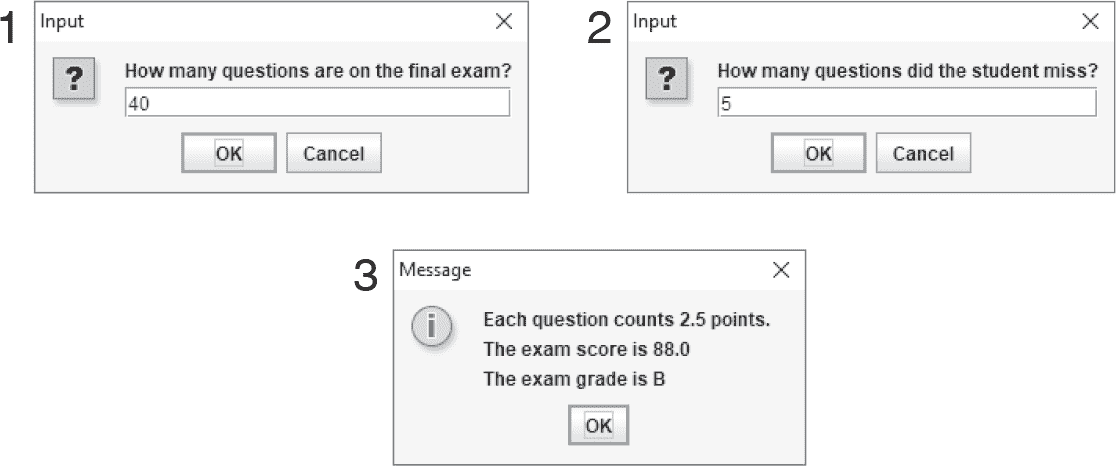 1
Input
How many questions are on the final exam?
40
OK Cancel
2
Input
How many questions did the student miss?
5
OK Cancel
3
Message
Each question counts 2.5 points.
The exam score is 88.0
The exam grade is B
OK